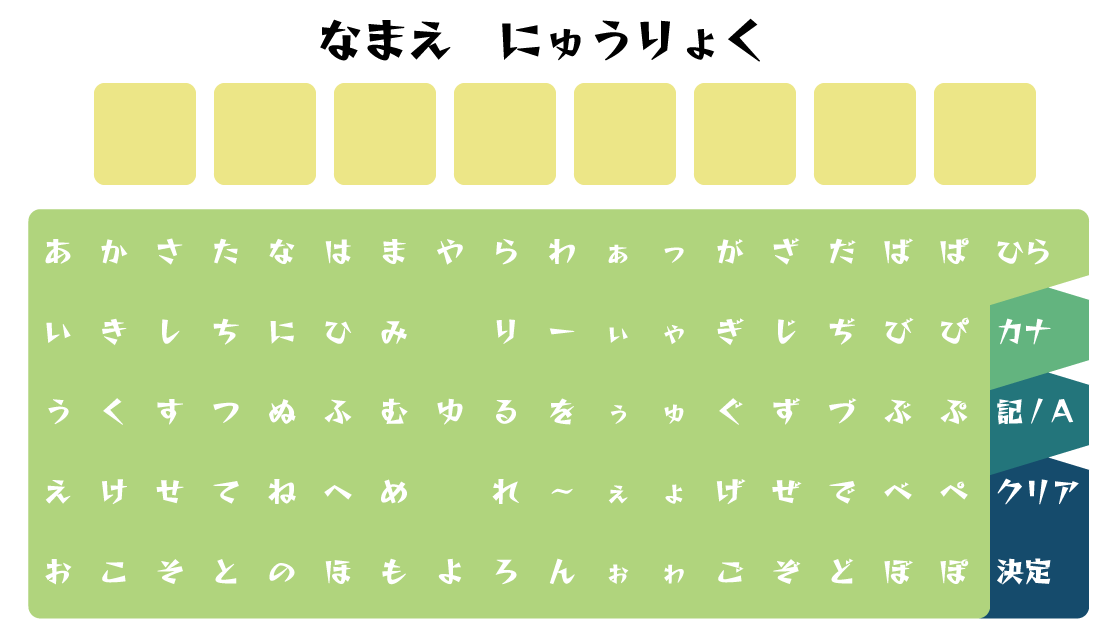 なまえ　にゅうりょく
あ か さ た な は ま や ら わ ぁ っ が ざ だ ば ぱ ひら
い き し ち に ひ み り ー ぃ ゃ ぎ じ ぢ び ぴ カナ
う く す つ ぬ ふ む ゆ る を ぅ ゅ ぐ ず づ ぶ ぷ 記/A
え け せ て ね へ め れ ～ ぇ ょ げ ぜ で べ ぺ クリア
お こ そ と の ほ も よ ろ ん ぉ ゎ ご ぞ ど ぼ ぽ 決定